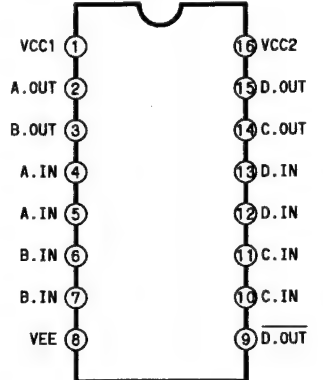 VCC1 1 16 VCC2
A.OUT 2 15 D.OUT
B.OUT 3 14 C.OUT
A.IN 4 13 D.IN
A.IN 5 12 D.IN
B.IN 6 11 C.IN
B.IN 7 10 C.IN
VEE 8 9 D.OUT